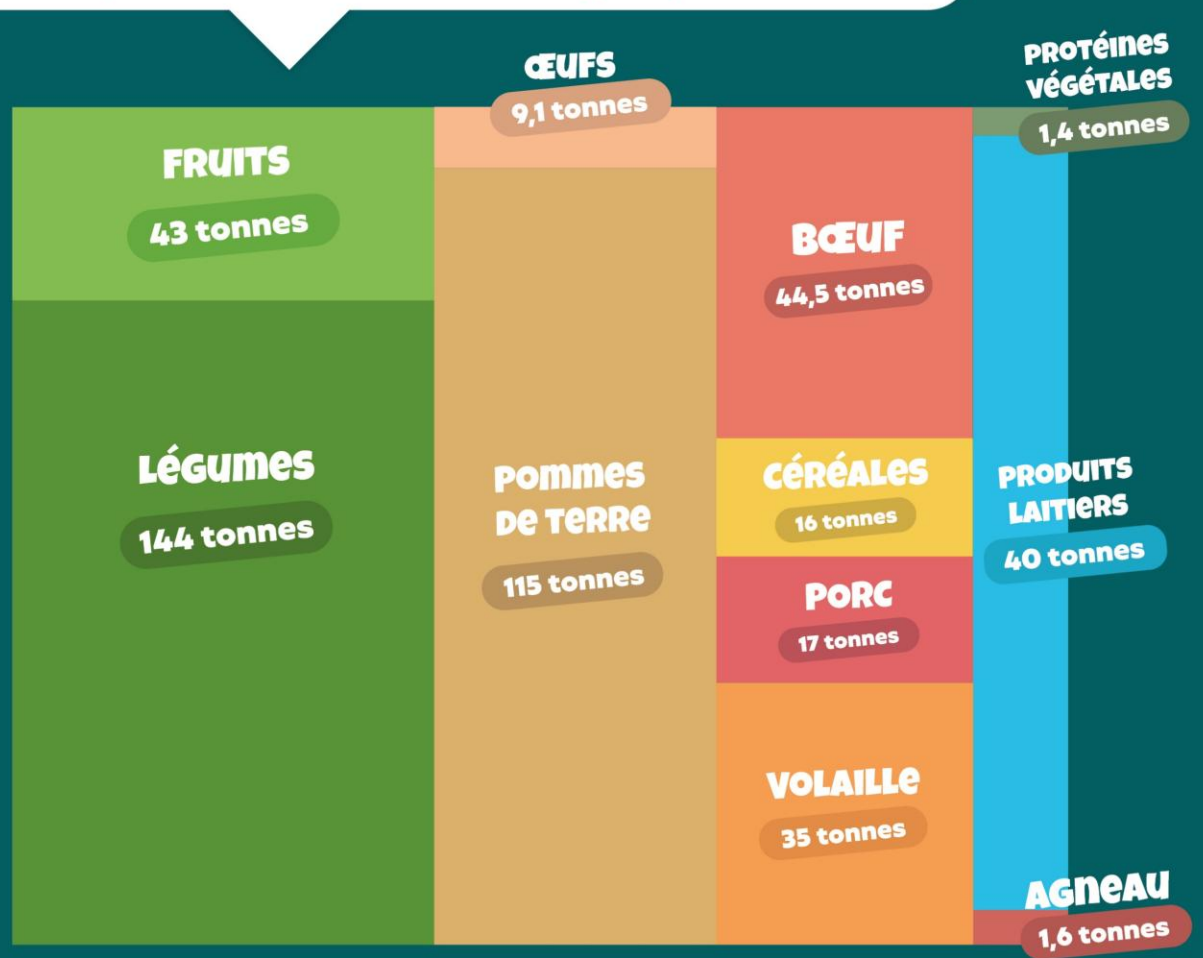 ŒUFS
9,1 tonnes
PROTÉINES
VÉGÉTALES
1,4 tonnes
FRUITS
43 tonnes
BŒUF
44,5 tonnes
LÉGUMES
144 tonnes
POMMES
DE TERRE
115 tonnes
CÉRÉALES
16 tonnes
PRODUITS
LAITIERS
40 tonnes
PORC
17 tonnes
VOLAILLE
35 tonnes
AGNEAU
1,6 tonnes